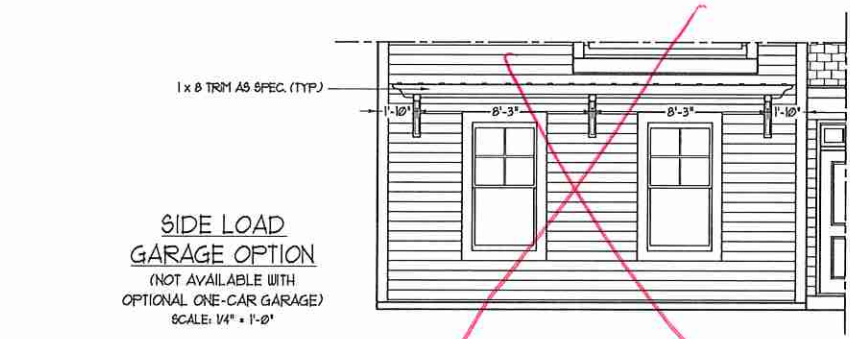 1 x 8 TRIM AS SPEC. (TYP.)
1'-10" 8'-3" 8'-3" 1'-10"
SIDE LOAD
GARAGE OPTION
(NOT AVAILABLE WITH
OPTIONAL ONE-CAR GARAGE)
SCALE: 1/4" = 1'-0"